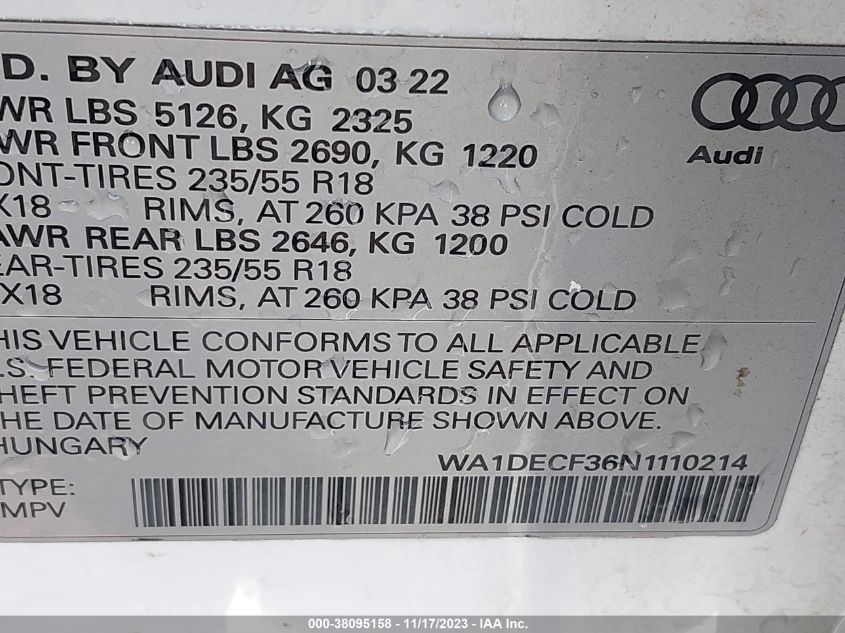 D. BY AUDI AG 03 22
WR LBS 5126, KG 2325
WR FRONT LBS 2690, KG 1220
ONT-TIRES 235/55 R18
X18 RIMS, AT 260 KPA 38 PSI COLD
AWR REAR LBS 2646, KG 1200
EAR-TIRES 235/55 R18
X18 RIMS, AT 260 KPA 38 PSI COLD
HIS VEHICLE CONFORMS TO ALL APPLICABLE
.S. FEDERAL MOTOR VEHICLE SAFETY AND
HEFT PREVENTION STANDARDS IN EFFECT ON
HE DATE OF MANUFACTURE SHOWN ABOVE.
HUNGARY
WA1DECF36N1110214
TYPE:
MPV
Audi
000-38095158 - 11/17/2023 - IAA Inc.